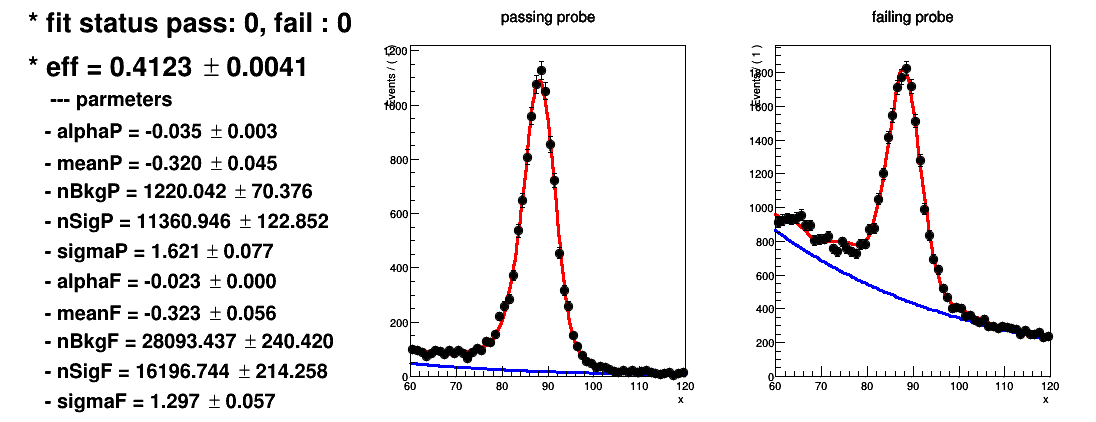 * fit status pass: 0, fail : 0
* eff = 0.4123 ± 0.0041
--- parmeters
- alphaP = -0.035 ± 0.003
- meanP = -0.320 ± 0.045
- nBkgP = 1220.042 ± 70.376
- nSigP = 11360.946 ± 122.852
- sigmaP = 1.621 ± 0.077
- alphaF = -0.023 ± 0.000
- meanF = -0.323 ± 0.056
- nBkgF = 28093.437 ± 240.420
- nSigF = 16196.744 ± 214.258
- sigmaF = 1.297 ± 0.057
passing probe
Events / ( 1 )
1200
1000
800
600
400
200
0
60 70 80 90 100 110 120
x
failing probe
Events / ( 1 )
1800
1600
1400
1200
1000
800
600
400
200
0
60 70 80 90 100 110 120
x